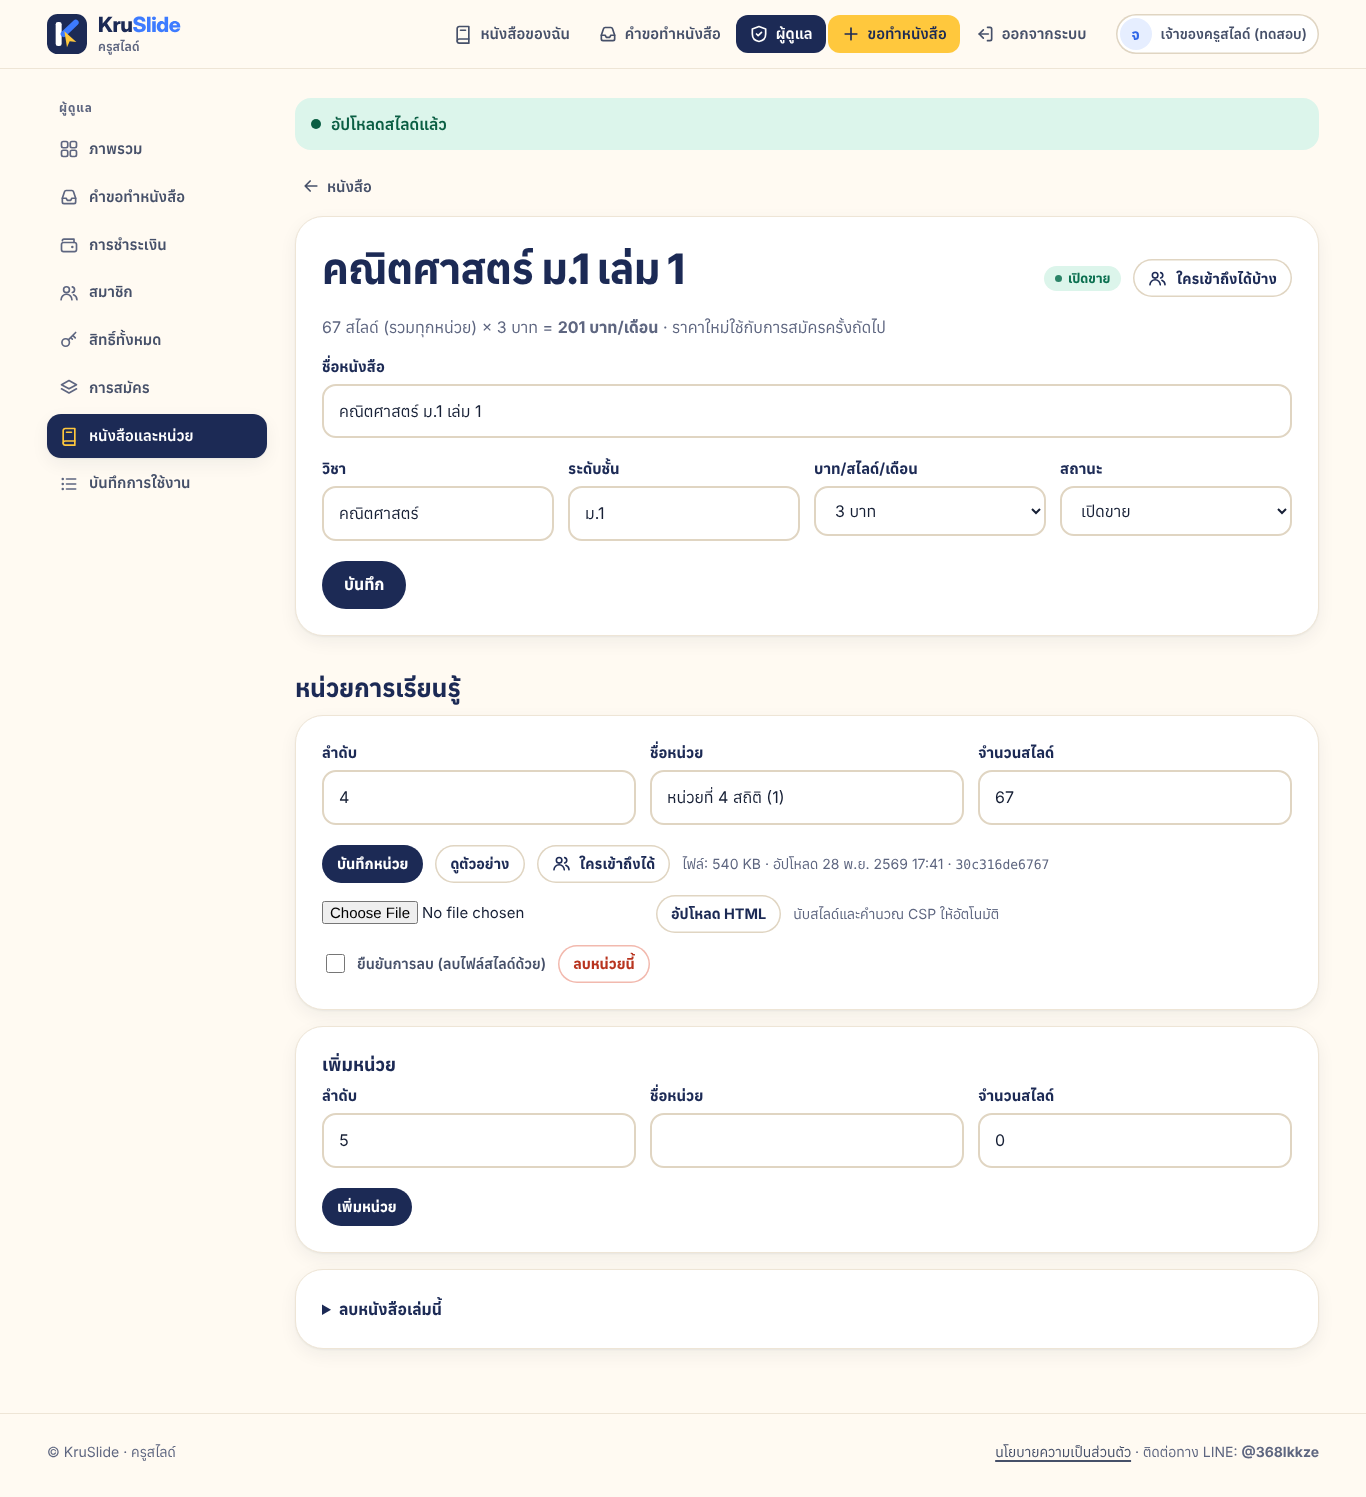 KruSlide
ครูสไลด์
หนังสือของฉัน
คำขอทำหนังสือ
ผู้ดูแล
ขอทำหนังสือ
ออกจากระบบ
จ
เจ้าของครูสไลด์ (ทดสอบ)
ผู้ดูแล
ภาพรวม
คำขอทำหนังสือ
การชำระเงิน
สมาชิก
สิทธิ์ทั้งหมด
การสมัคร
หนังสือและหน่วย
บันทึกการใช้งาน
อัปโหลดสไลด์แล้ว
หนังสือ
คณิตศาสตร์ ม.1 เล่ม 1
เปิดขาย
ใครเข้าถึงได้บ้าง
67 สไลด์ (รวมทุกหน่วย) × 3 บาท = 201 บาท/เดือน · ราคาใหม่ใช้กับการสมัครครั้งถัดไป
ชื่อหนังสือ
คณิตศาสตร์ ม.1 เล่ม 1
วิชา
ระดับชั้น
บาท/สไลด์/เดือน
สถานะ
คณิตศาสตร์
ม.1
3 บาท
เปิดขาย
บันทึก
หน่วยการเรียนรู้
ลำดับ
ชื่อหน่วย
จำนวนสไลด์
4
หน่วยที่ 4 สถิติ (1)
67
บันทึกหน่วย
ดูตัวอย่าง
ใครเข้าถึงได้
ไฟล์: 540 KB · อัปโหลด 28 พ.ย. 2569 17:41 · 30c316de6767
Choose File No file chosen
อัปโหลด HTML
นับสไลด์และคำนวณ CSP ให้อัตโนมัติ
ยืนยันการลบ (ลบไฟล์สไลด์ด้วย)
ลบหน่วยนี้
เพิ่มหน่วย
ลำดับ
ชื่อหน่วย
จำนวนสไลด์
5
0
เพิ่มหน่วย
ลบหนังสือเล่มนี้
© KruSlide · ครูสไลด์
นโยบายความเป็นส่วนตัว · ติดต่อทาง LINE: @368lkkze